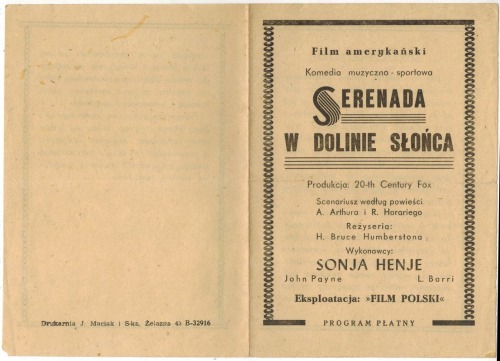 Drukarnia J. Maciak i S-ka, Żelazna 43 B-32916
Film amerykański
Komedia muzyczno-sportowa
SERENADA
W DOLINIE SŁOŃCA
Produkcja: 20-th Century Fox
Scenariusz według powieści
A. Arthura i R. Harariego
Reżyseria:
H. Bruce Humberstona
Wykonawcy:
SONJA HENJE
John Payne L. Barri
Eksploatacja: »FILM POLSKI«
PROGRAM PŁATNY